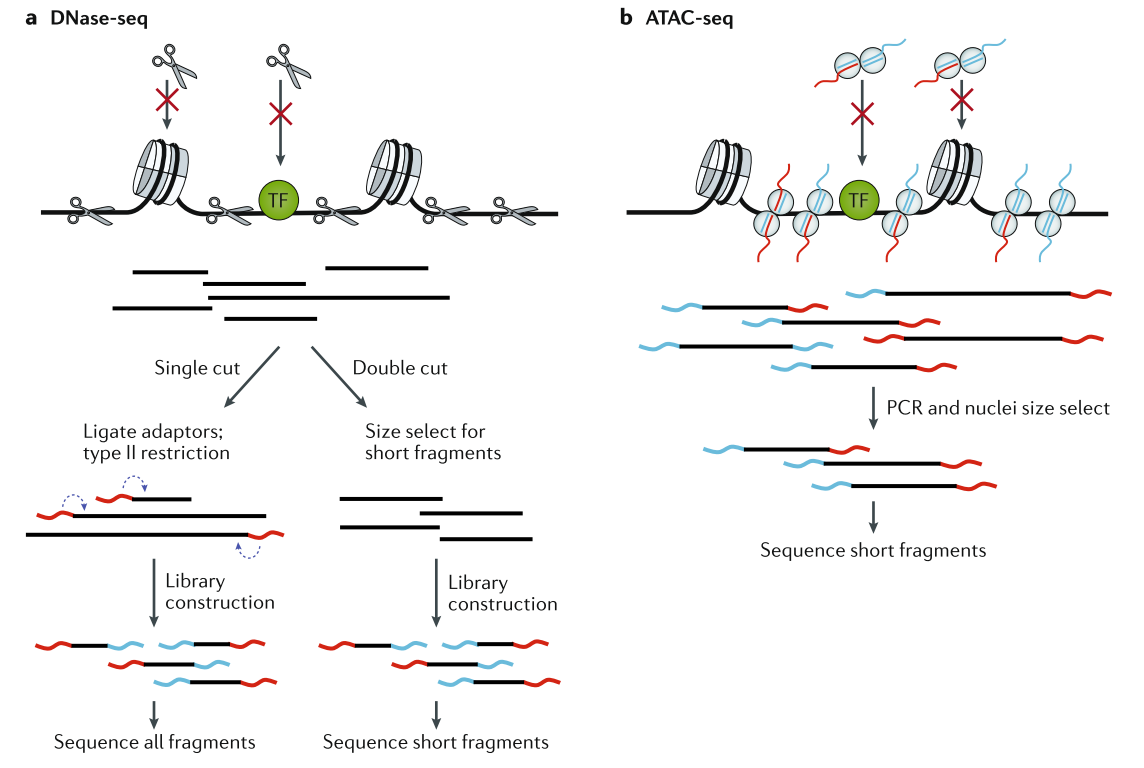 a DNase-seq
TF
Single cut
Double cut
Ligate adaptors;
type II restriction
Size select for
short fragments
Library
construction
Library
construction
Sequence all fragments
Sequence short fragments
b ATAC-seq
TF
PCR and nuclei size select
Sequence short fragments